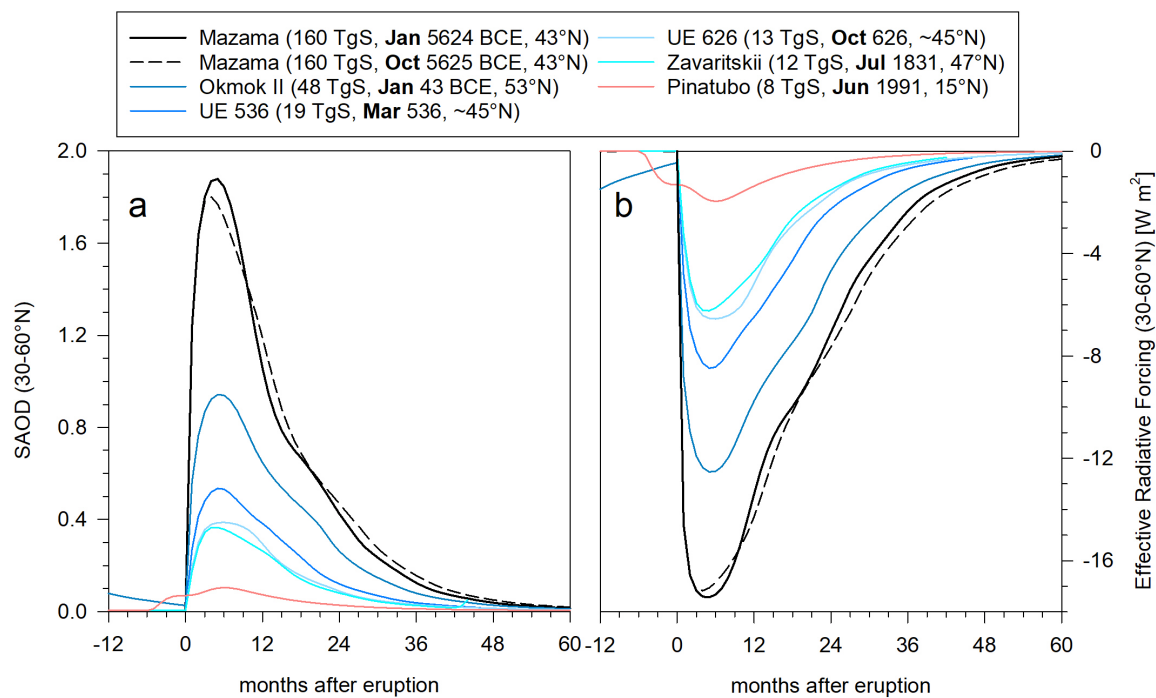 Mazama (160 TgS, Jan 5624 BCE, 43°N)
Mazama (160 TgS, Oct 5625 BCE, 43°N)
Okmok II (48 TgS, Jan 43 BCE, 53°N)
UE 536 (19 TgS, Mar 536, ~45°N)
UE 626 (13 TgS, Oct 626, ~45°N)
Zavaritskii (12 TgS, Jul 1831, 47°N)
Pinatubo (8 TgS, Jun 1991, 15°N)
a
SAOD (30-60°N)
2.0
1.6
1.2
0.8
0.4
0.0
-12 0 12 24 36 48 60
months after eruption
b
0
-4
-8
-12
-16
Effective Radiative Forcing (30-60°N) [W m²]
-12 0 12 24 36 48 60
months after eruption